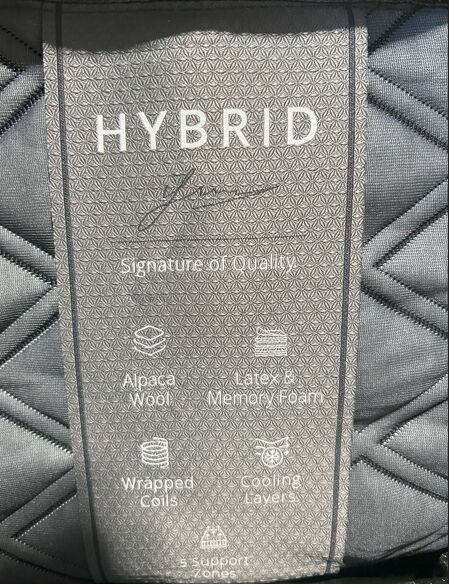 HYBRID
Signature of Quality
Alpaca
Wool
Latex &
Memory Foam
Wrapped
Coils
Cooling
Layers
5 Support
Zones